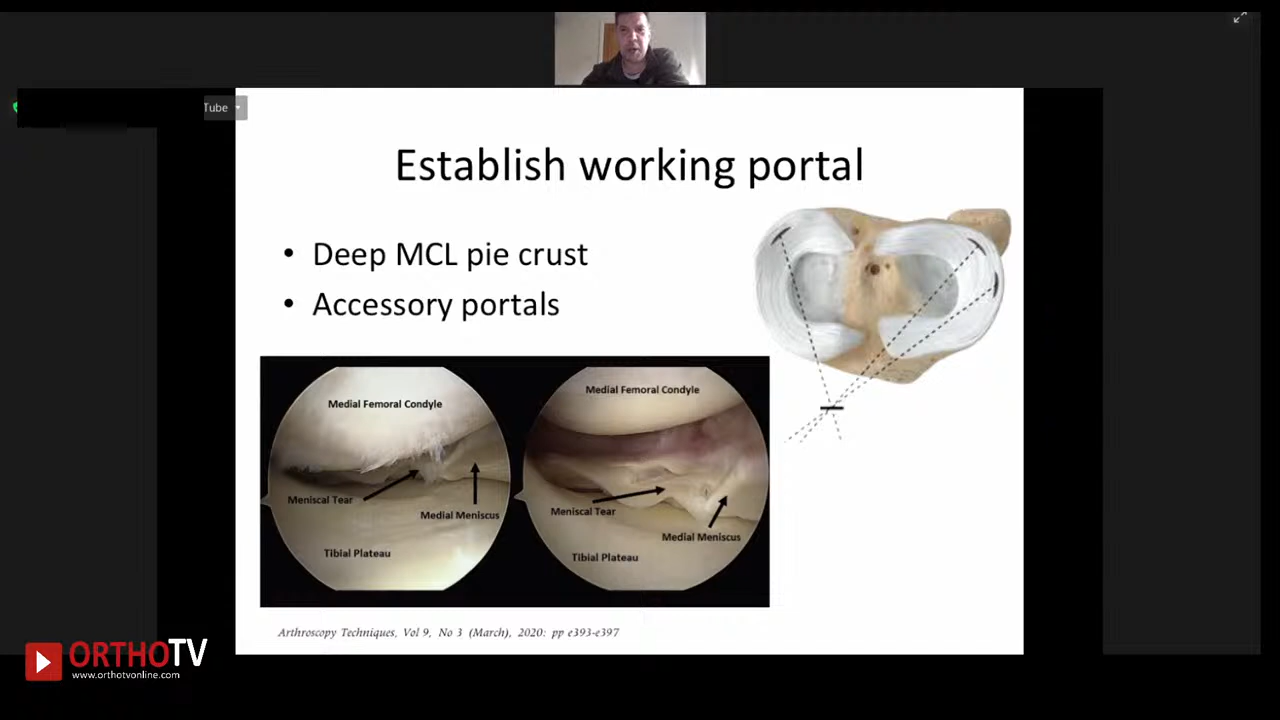 Tube
Establish working portal
• Deep MCL pie crust
• Accessory portals
Medial Femoral Condyle
Meniscal Tear
Medial Meniscus
Tibial Plateau
Medial Femoral Condyle
Meniscal Tear
Medial Meniscus
Tibial Plateau
Arthroscopy Techniques, Vol 9, No 3 (March), 2020: pp e393-e397
ORTHOTV
www.orthotvonline.com